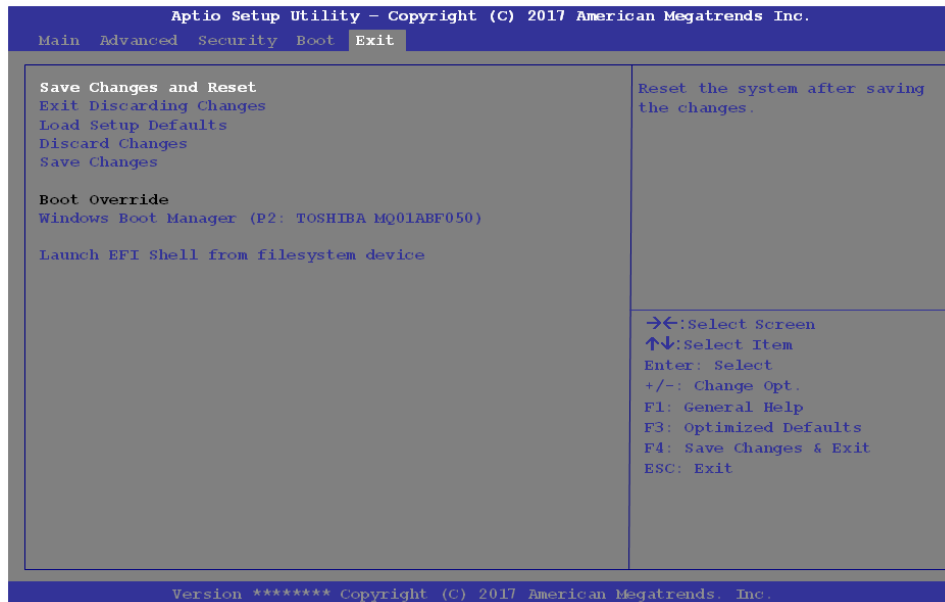 Aptio Setup Utility – Copyright (C) 2017 American Megatrends Inc.
Main Advanced Security Boot Exit
Save Changes and Reset
Exit Discarding Changes
Load Setup Defaults
Discard Changes
Save Changes
Boot Override
Windows Boot Manager (P2: TOSHIBA MQ01ABF050)
Launch EFI Shell from filesystem device
Reset the system after saving
the changes.
→←:Select Screen
↑↓:Select Item
Enter: Select
+/-: Change Opt.
F1: General Help
F3: Optimized Defaults
F4: Save Changes & Exit
ESC: Exit
Version ******** Copyright (C) 2017 American Megatrends. Inc.